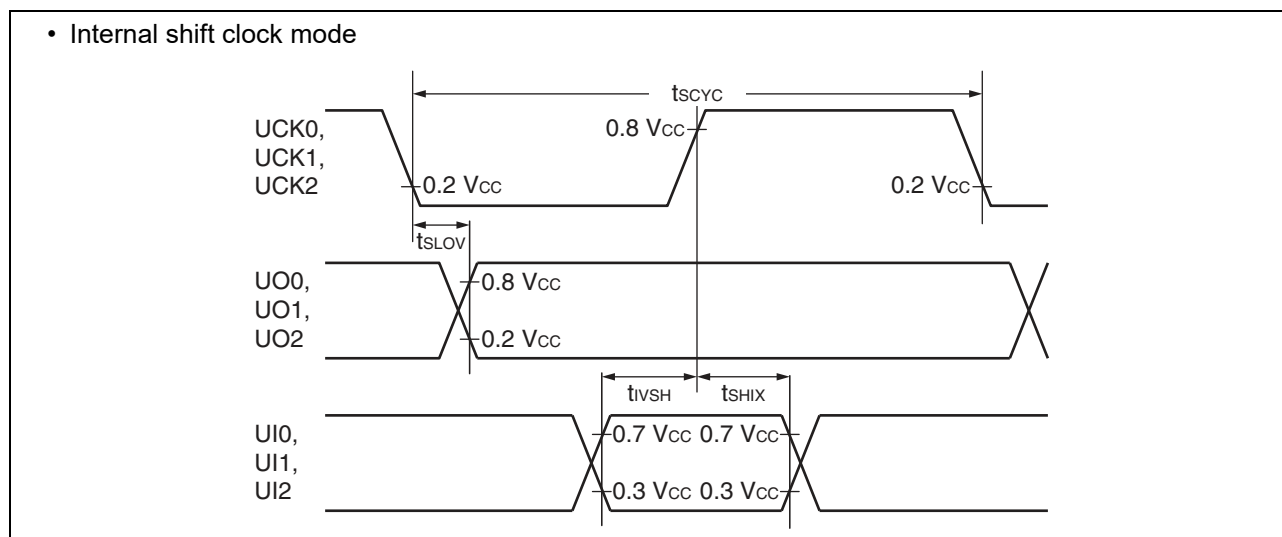 • Internal shift clock mode
tSCYC
UCK0,
UCK1,
UCK2
0.8 VCC
0.2 VCC
0.2 VCC
tSLOV
UO0,
UO1,
UO2
0.8 VCC
0.2 VCC
tIVSH
tSHIX
UI0,
UI1,
UI2
0.7 VCC 0.7 VCC
0.3 VCC 0.3 VCC